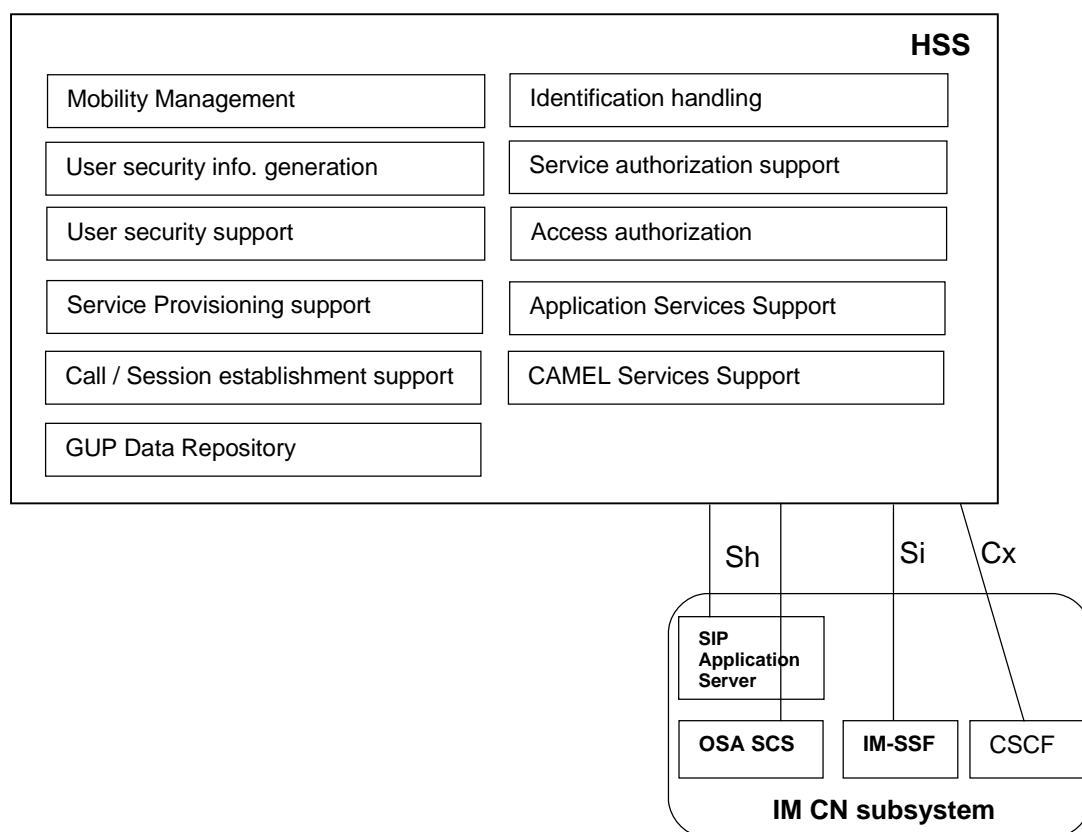 HSS
Mobility Management
Identification handling
User security info. generation
Service authorization support
User security support
Access authorization
Service Provisioning support
Application Services Support
Call / Session establishment support
CAMEL Services Support
GUP Data Repository
Sh
Si
Cx
SIP
Application
Server
OSA SCS
IM-SSF
CSCF
IM CN subsystem